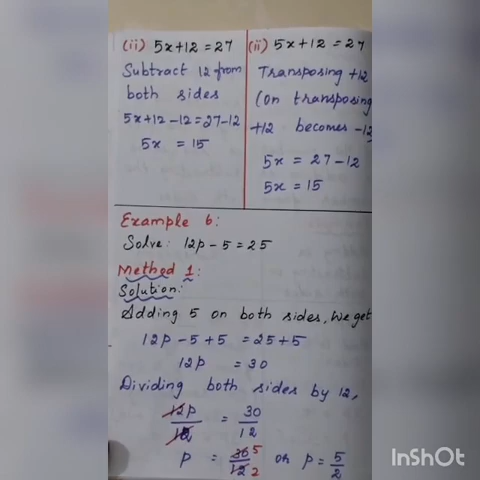 (ii) 5x+12=27
Subtract 12 from
both sides
5x+12-12=27-12
5x = 15
(ii) 5x+12=27
Transposing +12
(on transposing
+12 becomes -12
5x = 27-12
5x = 15
Example 6:
Solve: 12p-5=25
Method 1:
Solution:
Adding 5 on both sides, we get
12p-5+5 = 25+5
12p = 30
Dividing both sides by 12,
12p/12 = 30/12
p = 30 5/12 2 or p = 5/2
InShOt